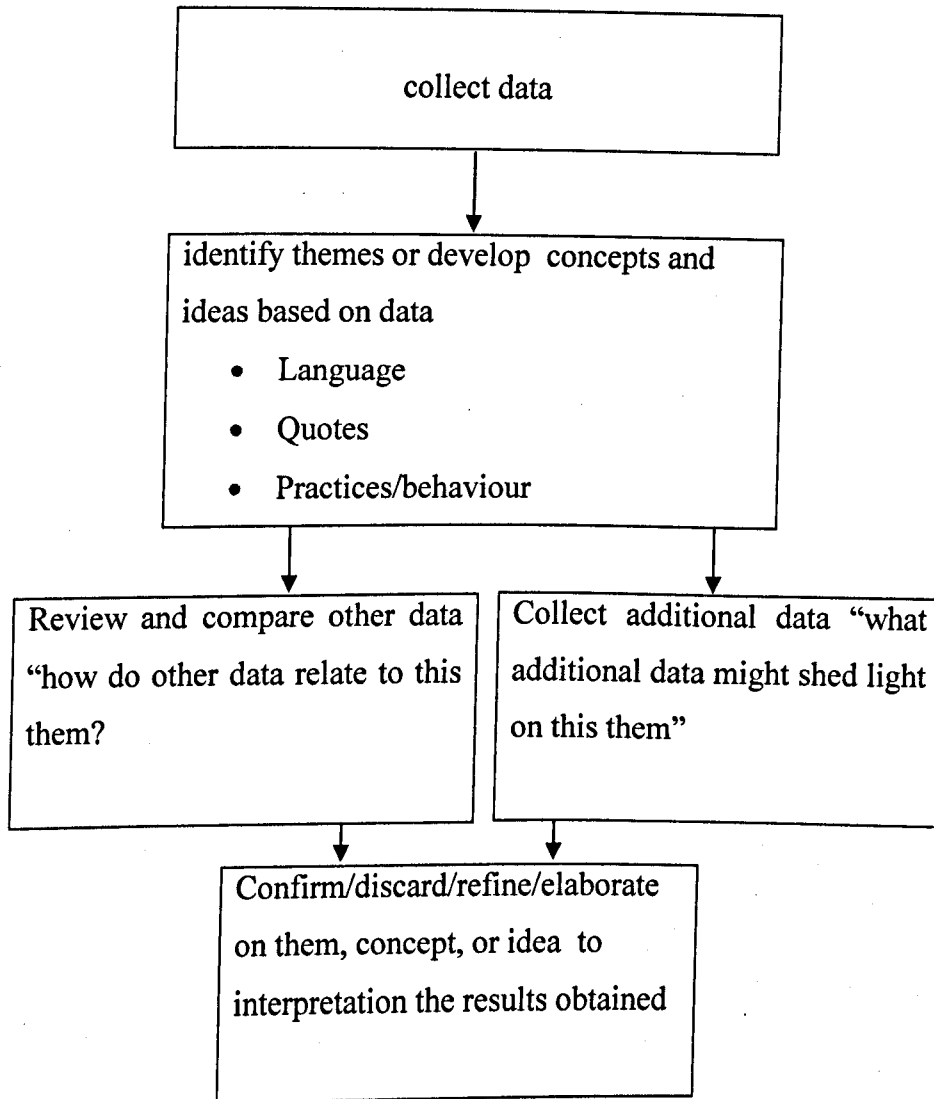 collect data
identify themes or develop concepts and
ideas based on data
• Language
• Quotes
• Practices/behaviour
Review and compare other data
“how do other data relate to this
them?
Collect additional data “what
additional data might shed light
on this them”
Confirm/discard/refine/elaborate
on them, concept, or idea to
interpretation the results obtained